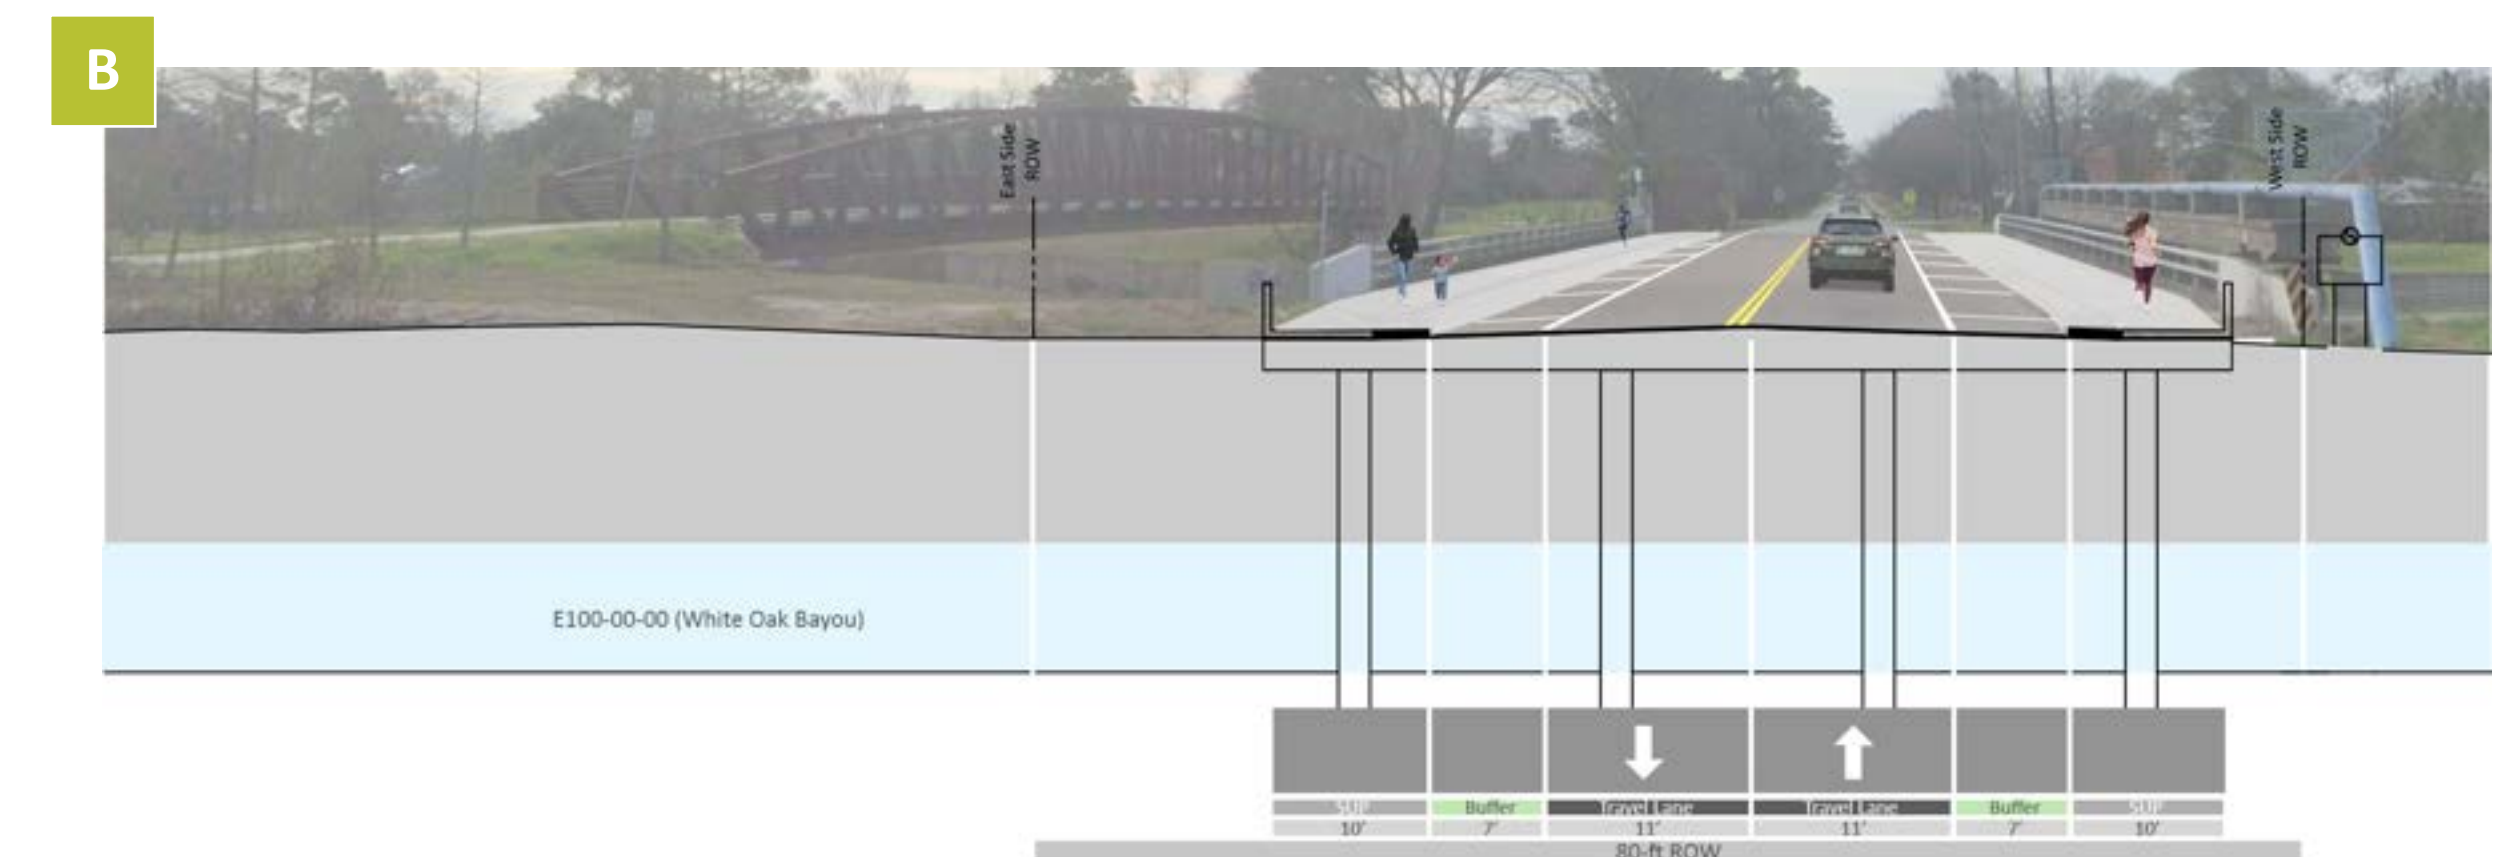 B
East Side
ROW
West Side
ROW
E100-00-00 (White Oak Bayou)
SUP Buffer Travel Lane Travel Lane Buffer SUP
10' 7' 11' 11' 7' 10'
80-ft ROW